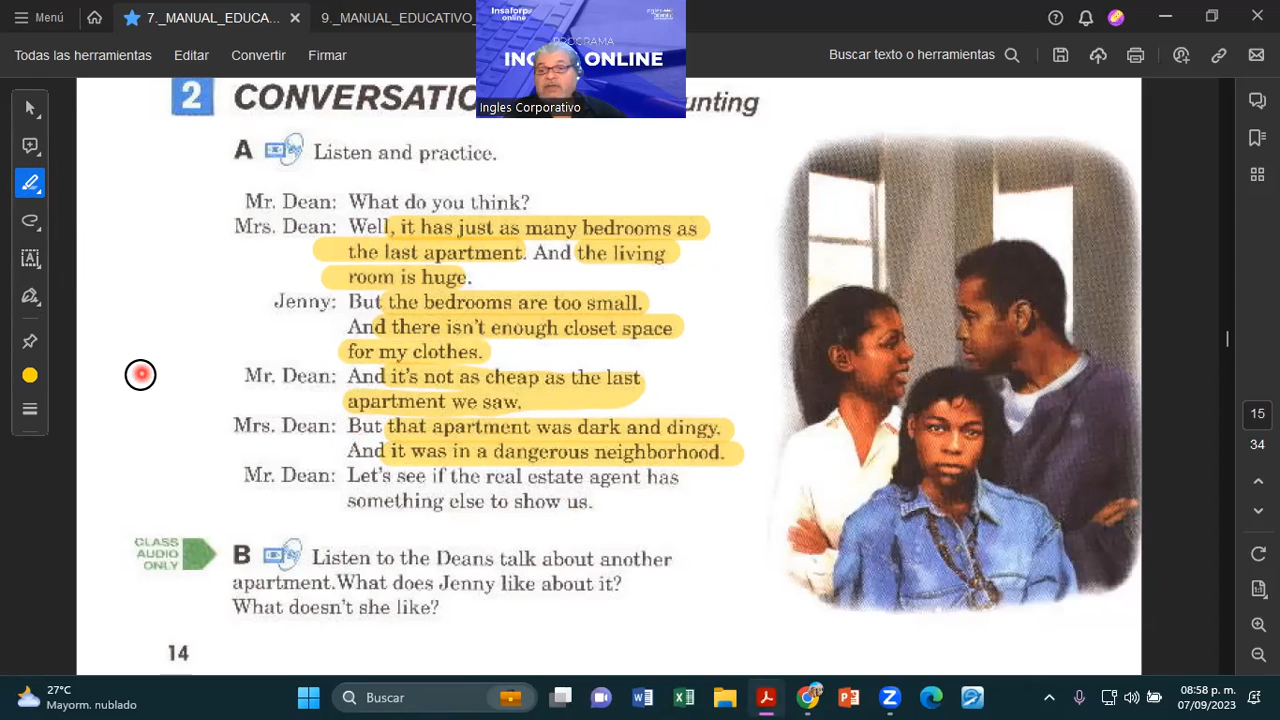 Menú
7._MANUAL_EDUCA...
9._MANUAL_EDUCATIVO_
Todas las herramientas Editar Convertir Firmar
Buscar texto o herramientas
Insaforp
online
PROGRAMA
ONLINE
Ingles Corporativo
2 CONVERSATIO unting
A Listen and practice.
Mr. Dean: What do you think?
Mrs. Dean: Well, it has just as many bedrooms as
the last apartment. And the living
room is huge.
Jenny: But the bedrooms are too small.
And there isn't enough closet space
for my clothes.
Mr. Dean: And it's not as cheap as the last
apartment we saw.
Mrs. Dean: But that apartment was dark and dingy.
And it was in a dangerous neighborhood.
Mr. Dean: Let's see if the real estate agent has
something else to show us.
CLASS
AUDIO
ONLY
B Listen to the Deans talk about another
apartment. What does Jenny like about it?
What doesn't she like?
14
15
34
27°C
Mayorm. nublado
Buscar
08:58 p. m.
07/09/2023